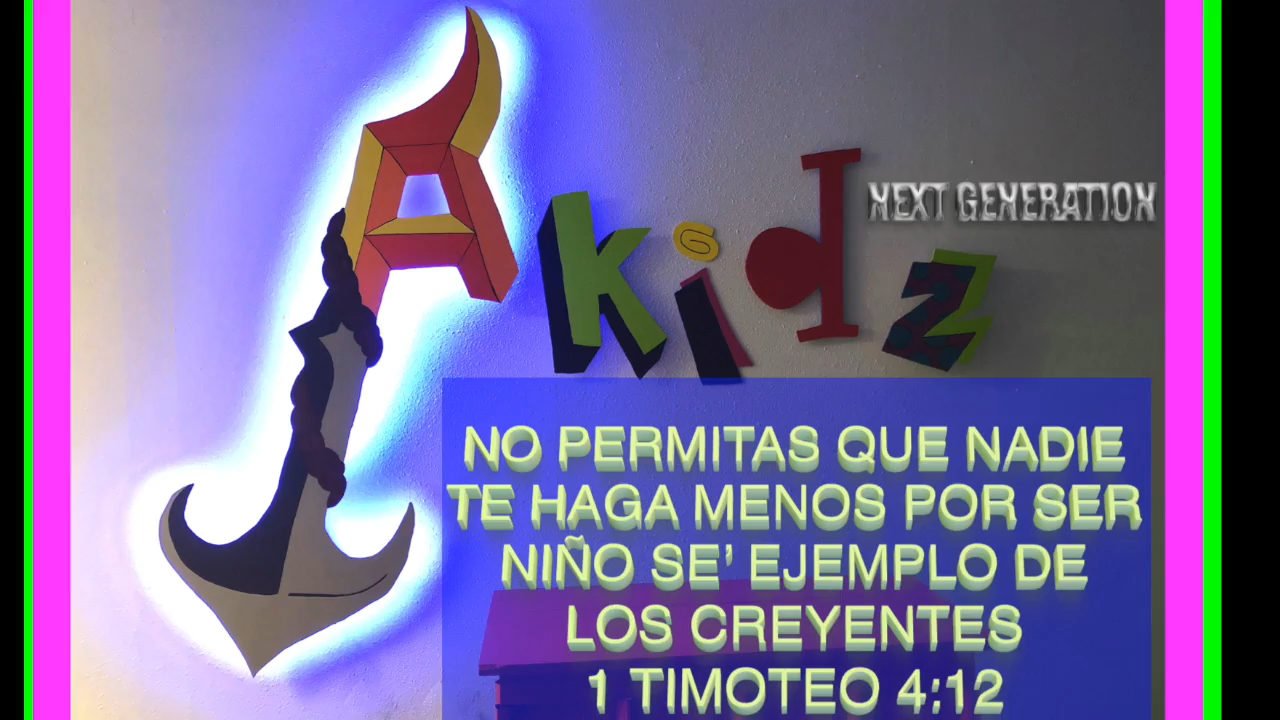 Akidz
NEXT GENERATION
NO PERMITAS QUE NADIE
TE HAGA MENOS POR SER
NIÑO SE' EJEMPLO DE
LOS CREYENTES
1 TIMOTEO 4:12